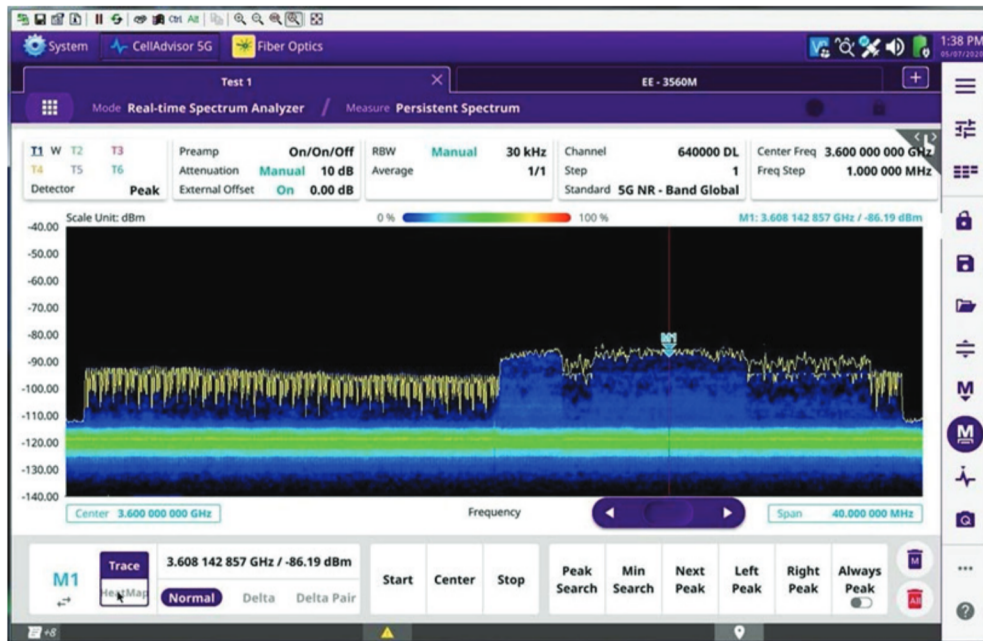 Ctrl Alt
System CellAdvisor 5G Fiber Optics 1:38 PM
Test 1 EE - 3560M
Mode Real-time Spectrum Analyzer / Measure Persistent Spectrum
T1 W T2 T3
T4 T5 T6
Detector Peak
Preamp On/On/Off
Attenuation Manual 10 dB
External Offset On 0.00 dB
RBW Manual 30 kHz
Average 1/1
Channel 640000 DL
Step 1
Standard 5G NR - Band Global
Center Freq 3.600 000 000 GHz
Freq Step 1.000 000 MHz
Scale Unit: dBm 0 % 100 % M1: 3.608 142 857 GHz / -86.19 dBm
-40.00
-50.00
-60.00
-70.00
-80.00
M1
-90.00
-100.00
-110.00
-120.00
-130.00
-140.00
Center 3.600 000 000 GHz Frequency Span 40.000 000 MHz
M1
Trace
HeatMap
3.608 142 857 GHz / -86.19 dBm
Normal Delta Delta Pair
Start Center Stop
Peak Search
Min Search
Next Peak
Left Peak
Right Peak
Always Peak
M
All
M
M
+8